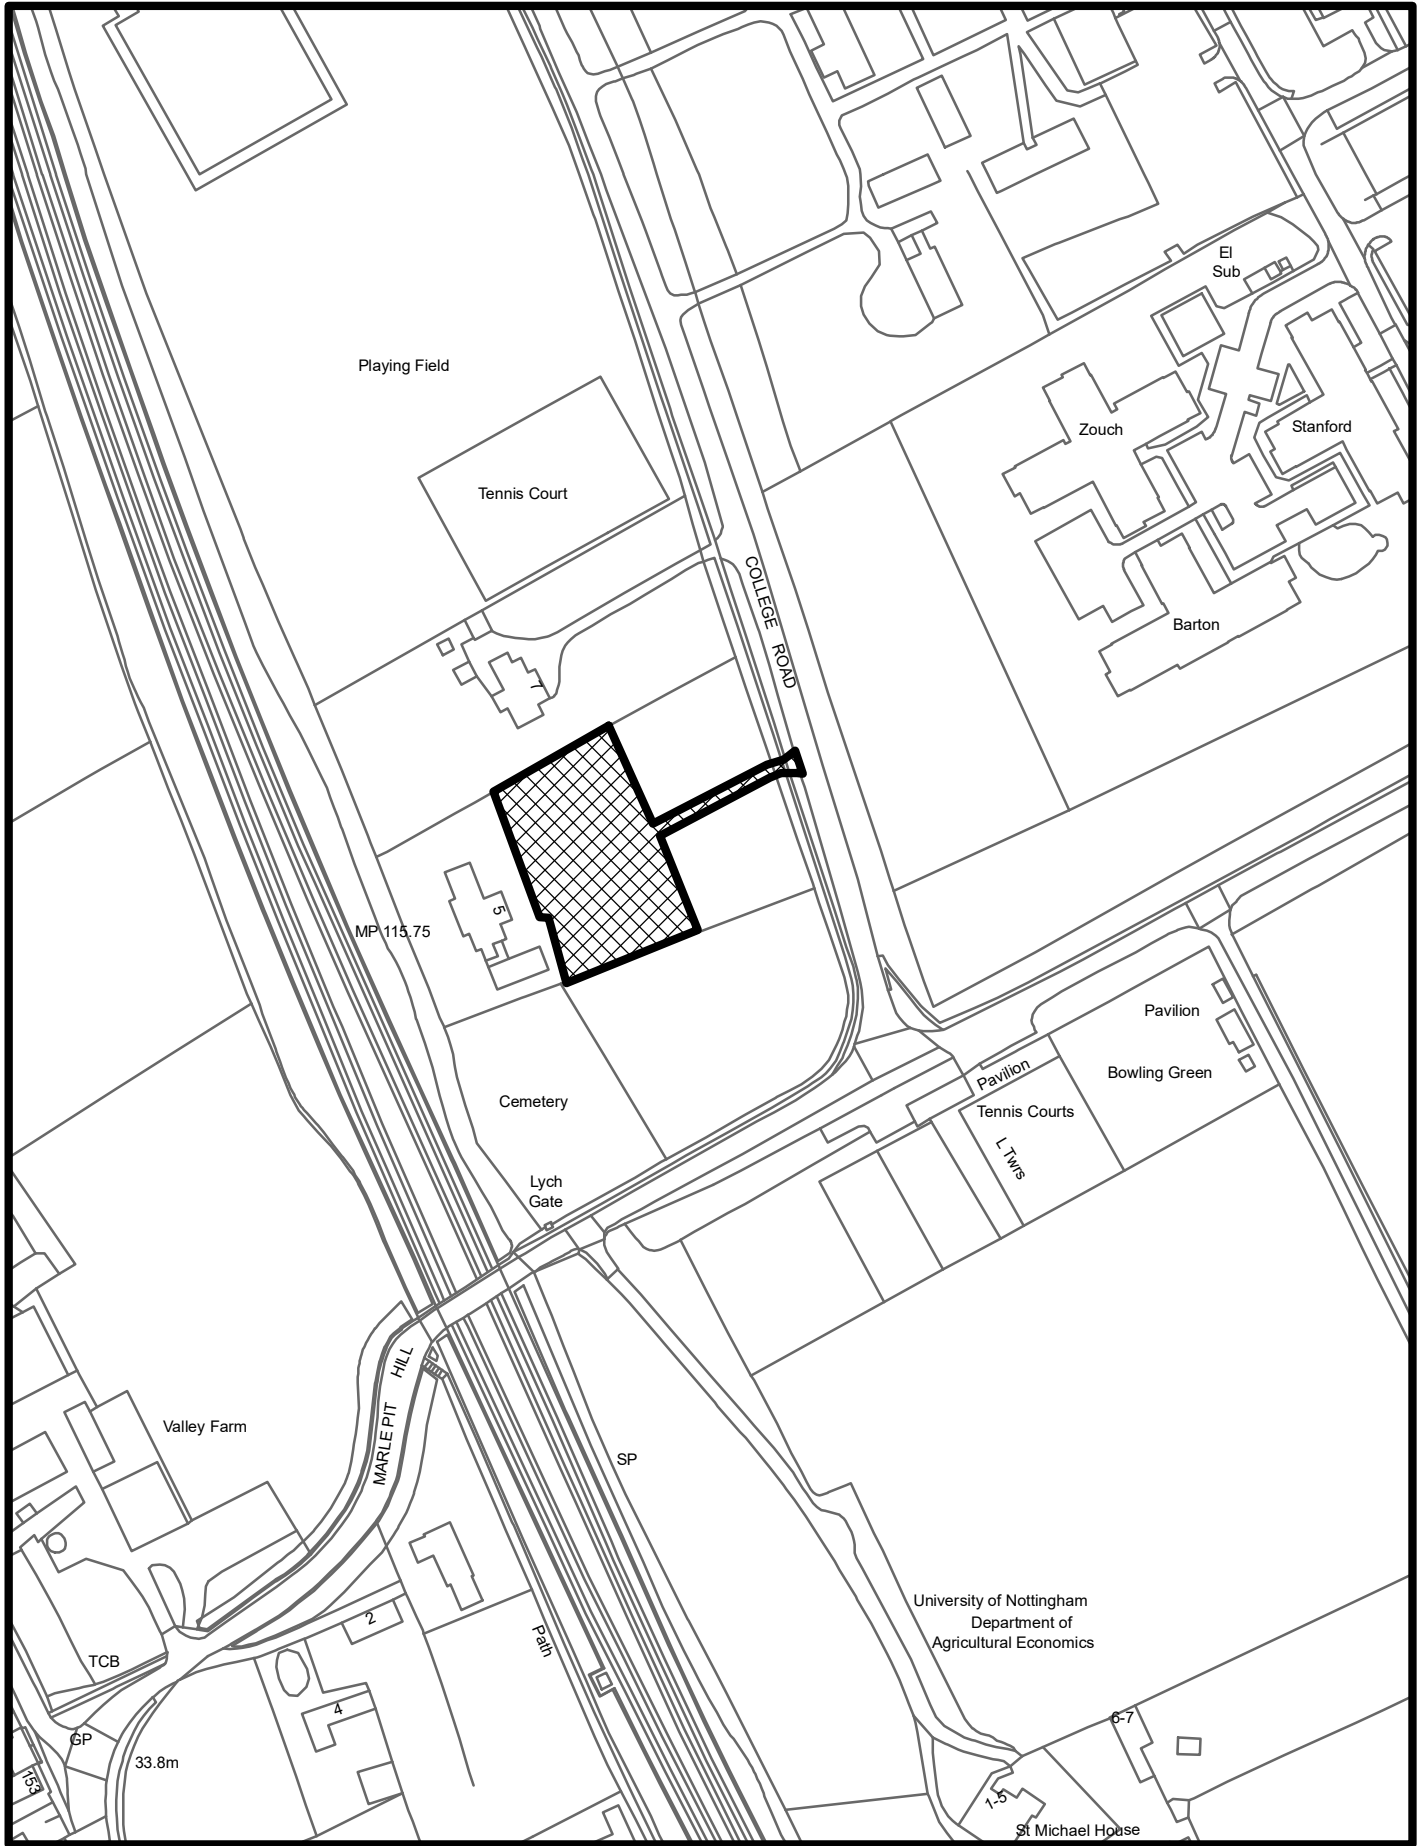 El
Sub
Playing Field
Zouch
Stanford
Tennis Court
COLLEGE ROAD
Barton
7
5
MP 115.75
Pavilion
Pavilion
Bowling Green
Cemetery
Tennis Courts
L Twrs
Lych
Gate
MARLE PIT HILL
Valley Farm
SP
University of Nottingham
Department of
Agricultural Economics
2
Path
TCB
4
6-7
GP
33.8m
153
1-5
St Michael House